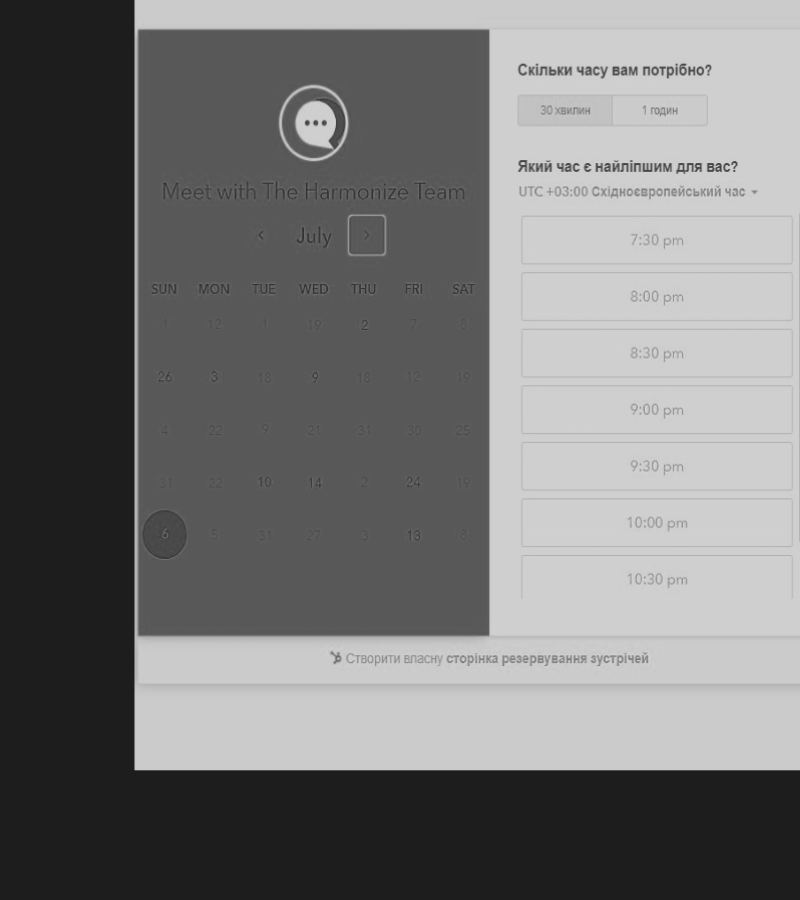 Meet with The Harmonize Team
July
SUN MON TUE WED THU FRI SAT
1 12 1 19 2 7 8
26 3 18 9 18 12 19
4 22 9 21 31 30 25
31 22 10 14 2 24 19
6 5 31 27 3 13 8
Скільки часу вам потрібно?
30 хвилин 1 годин
Який час є найліпшим для вас?
UTC +03:00 Східноєвропейський час
7:30 pm
8:00 pm
8:30 pm
9:00 pm
9:30 pm
10:00 pm
10:30 pm
Створити власну сторінка резервування зустрічей